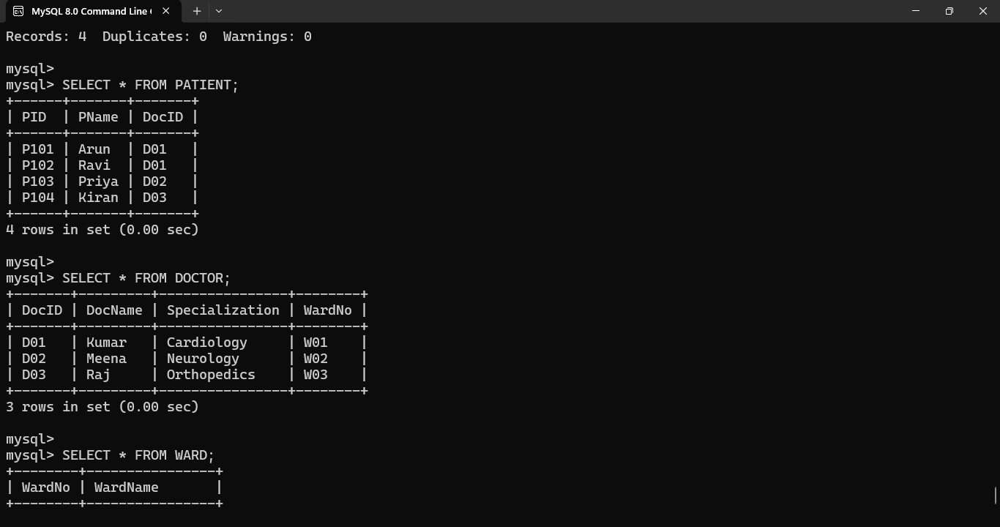 MySQL 8.0 Command Line
Records: 4  Duplicates: 0  Warnings: 0
mysql>
mysql> SELECT * FROM PATIENT;
+------+-------+-------+
| PID  | PName | DocID |
+------+-------+-------+
| P101 | Arun  | D01   |
| P102 | Ravi  | D01   |
| P103 | Priya | D02   |
| P104 | Kiran | D03   |
+------+-------+-------+
4 rows in set (0.00 sec)
mysql>
mysql> SELECT * FROM DOCTOR;
+-------+---------+----------------+--------+
| DocID | DocName | Specialization | WardNo |
+-------+---------+----------------+--------+
| D01   | Kumar   | Cardiology     | W01    |
| D02   | Meena   | Neurology      | W02    |
| D03   | Raj     | Orthopedics    | W03    |
+-------+---------+----------------+--------+
3 rows in set (0.00 sec)
mysql>
mysql> SELECT * FROM WARD;
+--------+----------------+
| WardNo | WardName       |
+--------+----------------+